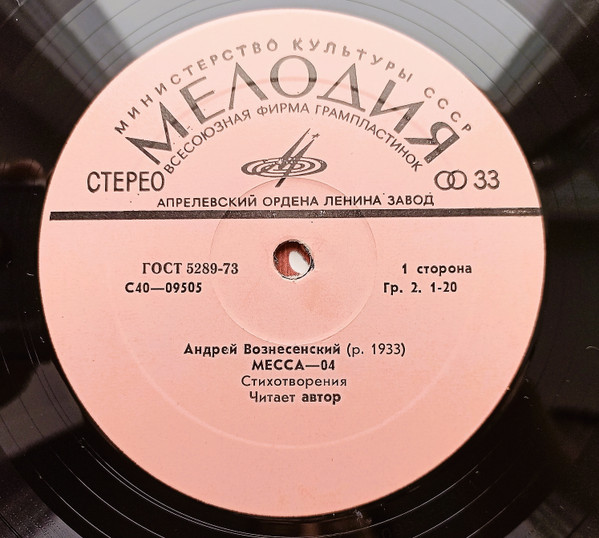 МИНИСТЕРСТВО КУЛЬТУРЫ СССР
МЕЛОДИЯ
ВСЕСОЮЗНАЯ ФИРМА ГРАМПЛАСТИНОК
СТЕРЕО 33
АПРЕЛЕВСКИЙ ОРДЕНА ЛЕНИНА ЗАВОД
ГОСТ 5289-73 1 сторона
С40—09505 Гр. 2. 1-20
Андрей Вознесенский (р. 1933)
МЕССА—04
Стихотворения
Читает автор